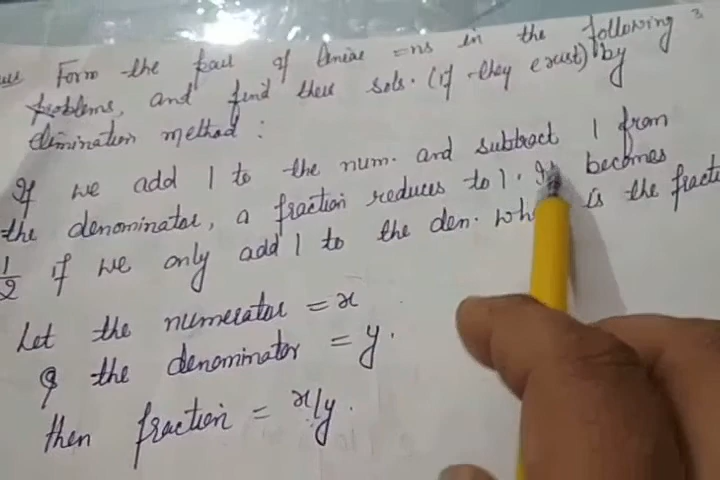 Form the pair of linear =ns in the following
problems, and find their sols. (if they exist) by
elimination method :
If we add 1 to the num. and subtract 1 from
the denominator, a fraction reduces to 1. It becomes
1/2 if we only add 1 to the den. is the
Let the numerator = x
& the denominator = y.
then fraction = x/y.